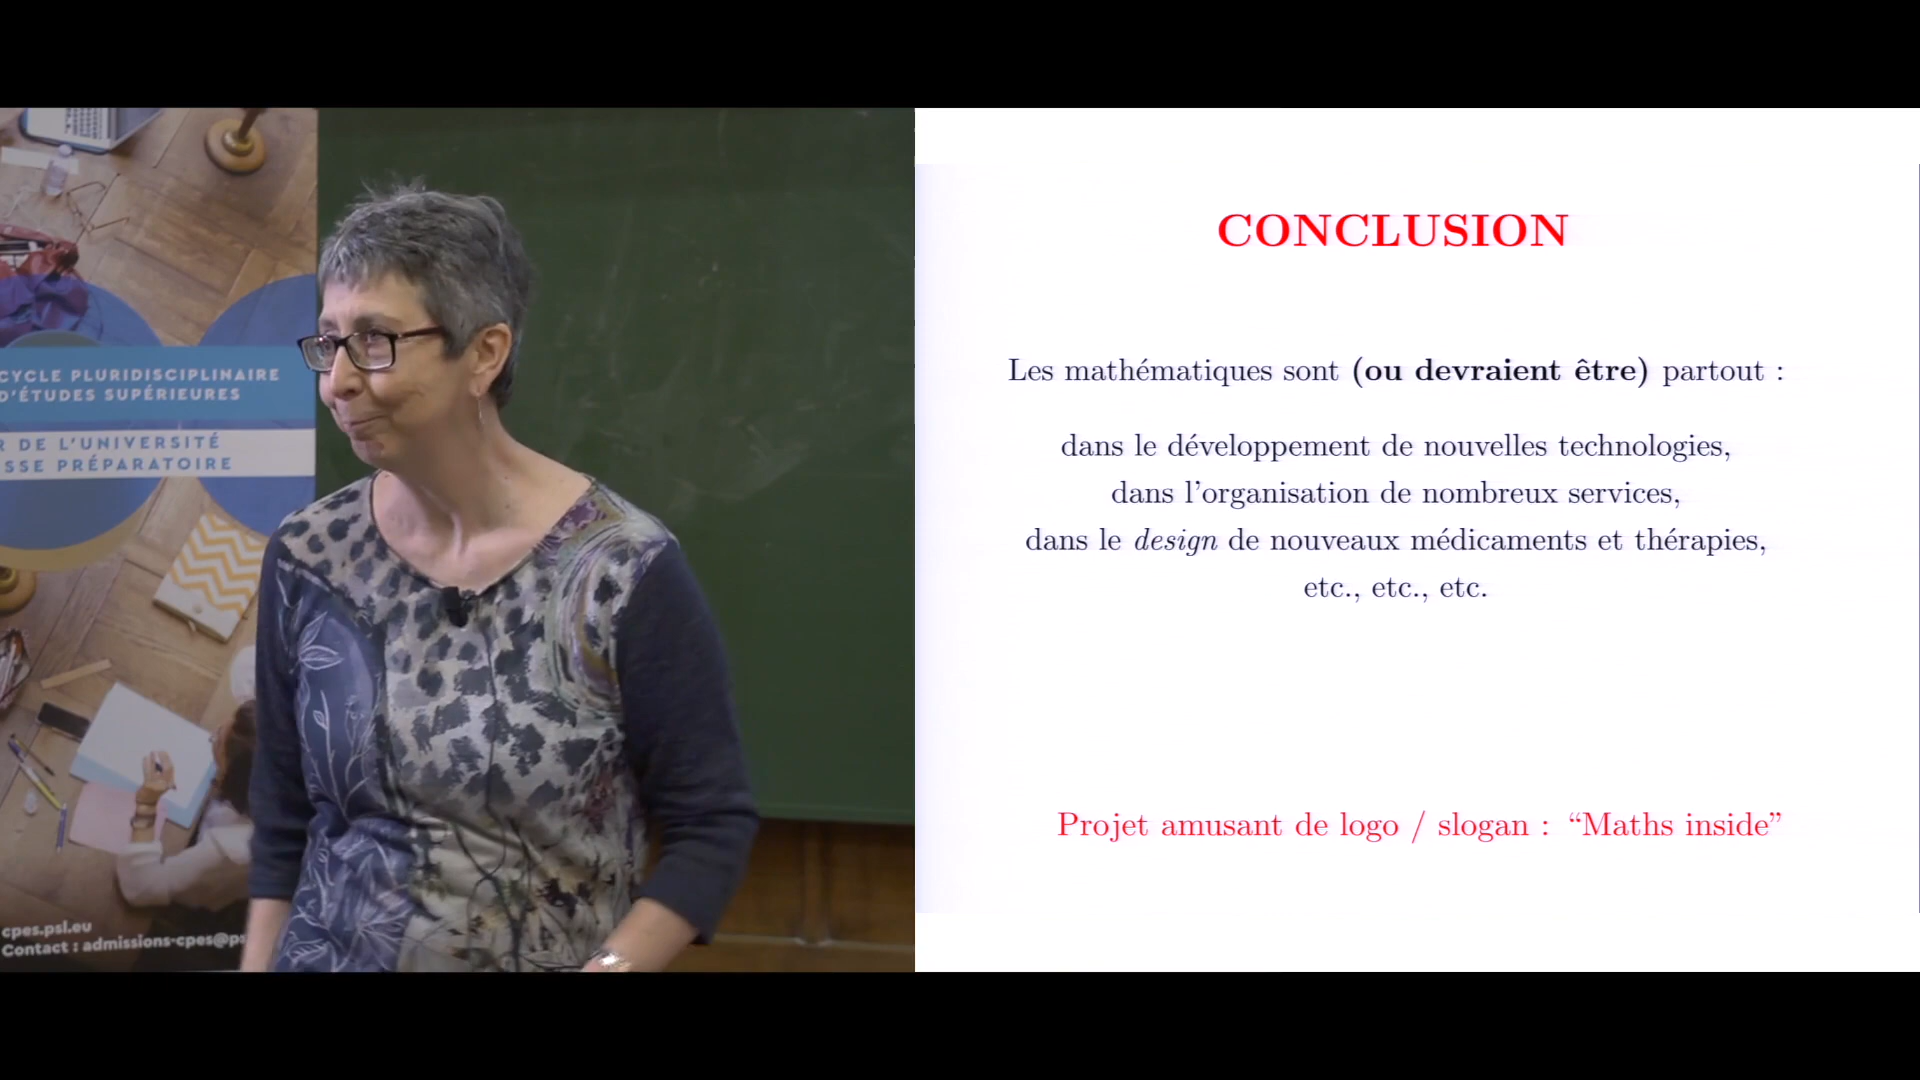 CYCLE PLURIDISCIPLINAIRE
D'ÉTUDES SUPÉRIEURES
R DE L'UNIVERSITÉ
SSE PRÉPARATOIRE
cpes.psl.eu
Contact : admissions-cpes@ps
CONCLUSION
Les mathématiques sont (ou devraient être) partout :
dans le développement de nouvelles technologies,
dans l'organisation de nombreux services,
dans le design de nouveaux médicaments et thérapies,
etc., etc., etc.
Projet amusant de logo / slogan : “Maths inside”